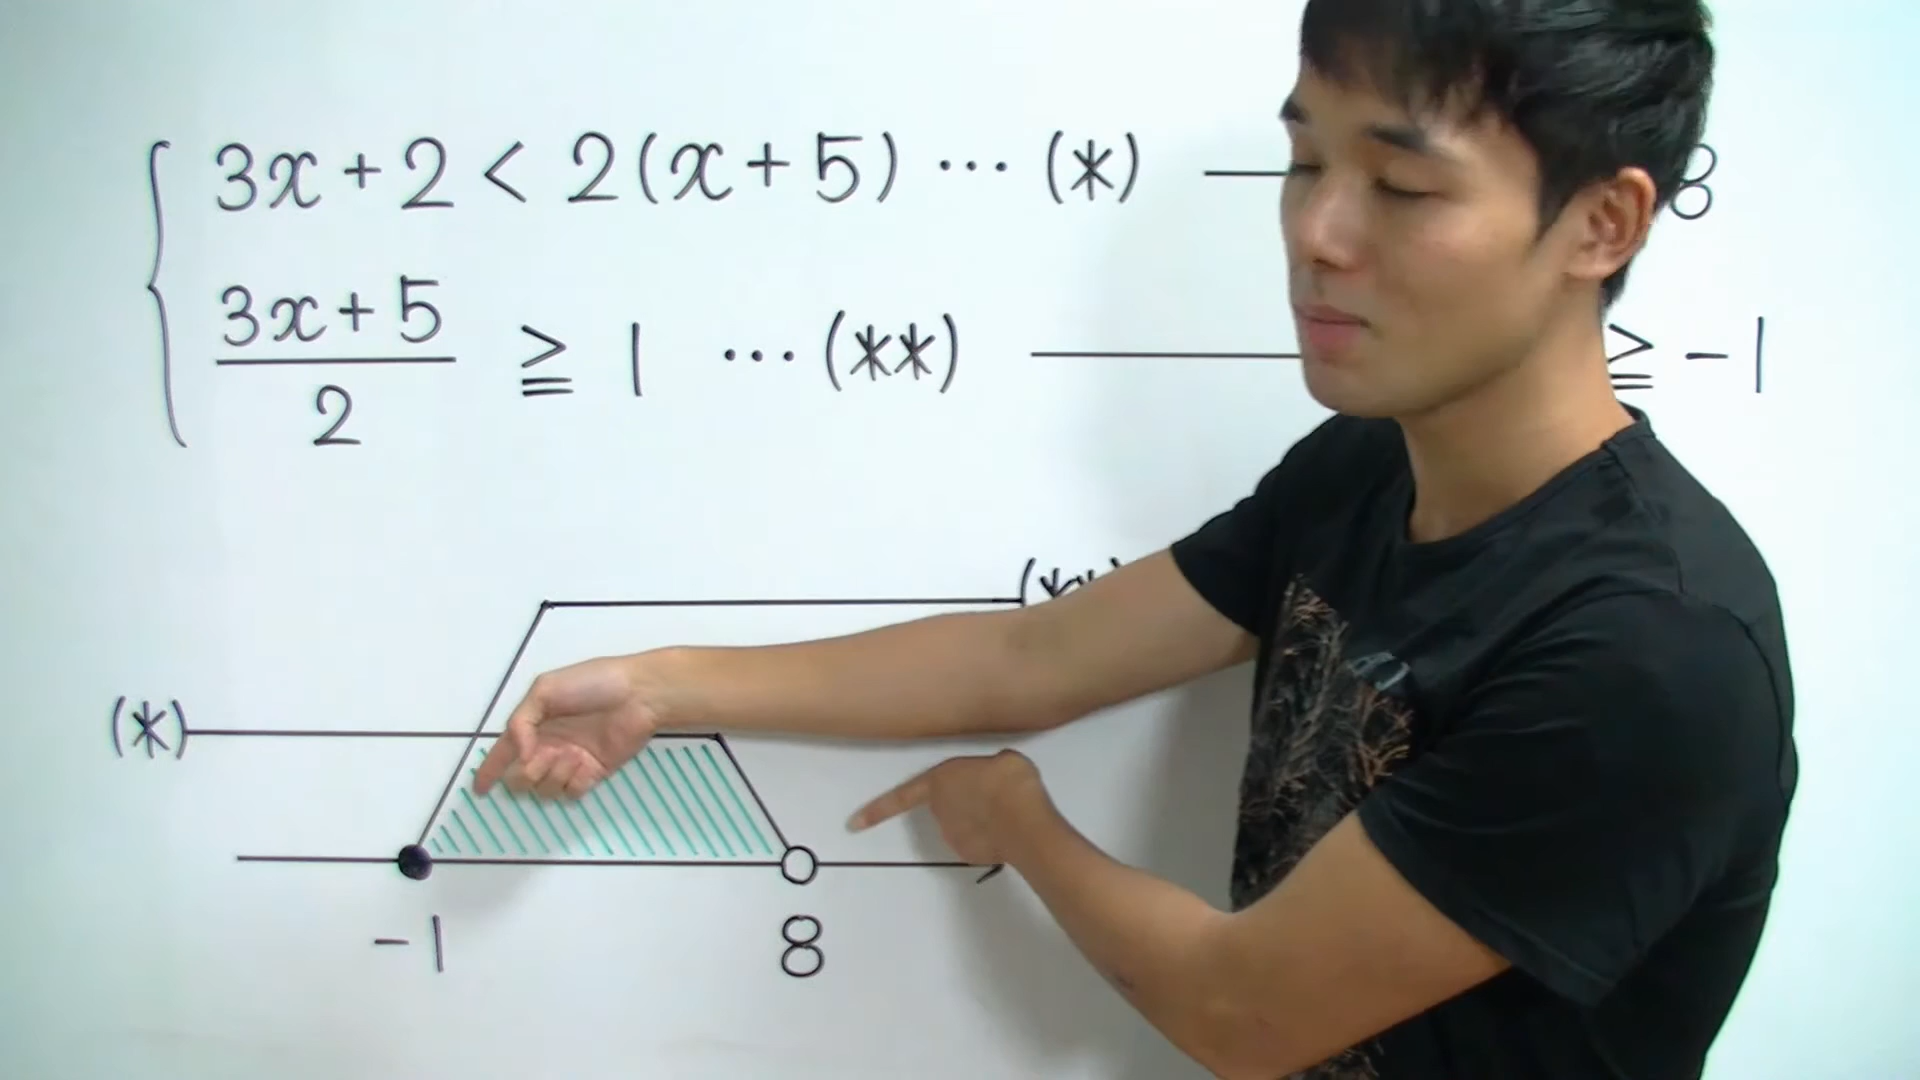 3x + 2 < 2(x + 5) ⋯ (*) — 8
(3x + 5)/2 ≧ 1 ⋯ (**) — ≧ -1
(**)
(*)
-1 8